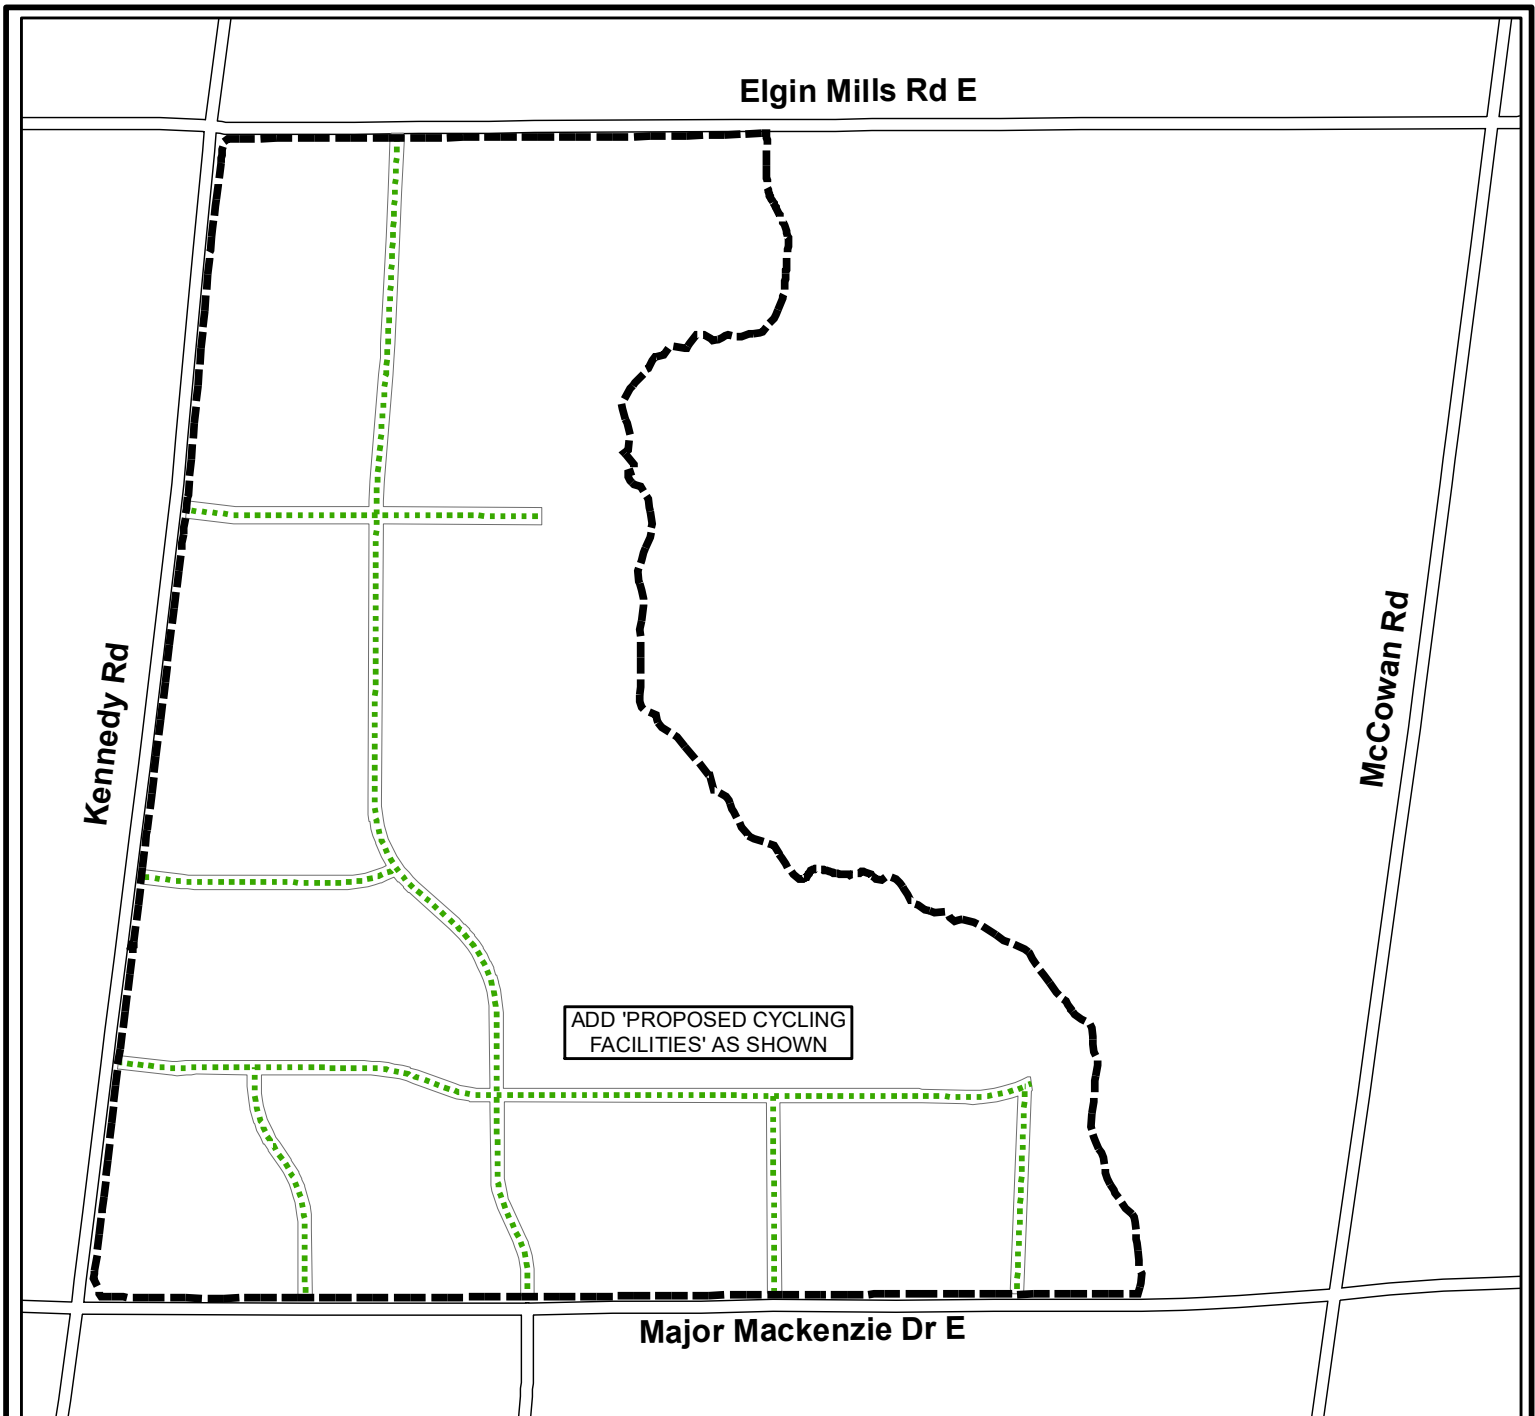 Elgin Mills Rd E
Kennedy Rd
McCowan Rd
ADD 'PROPOSED CYCLING
FACILITIES' AS SHOWN
Major Mackenzie Dr E